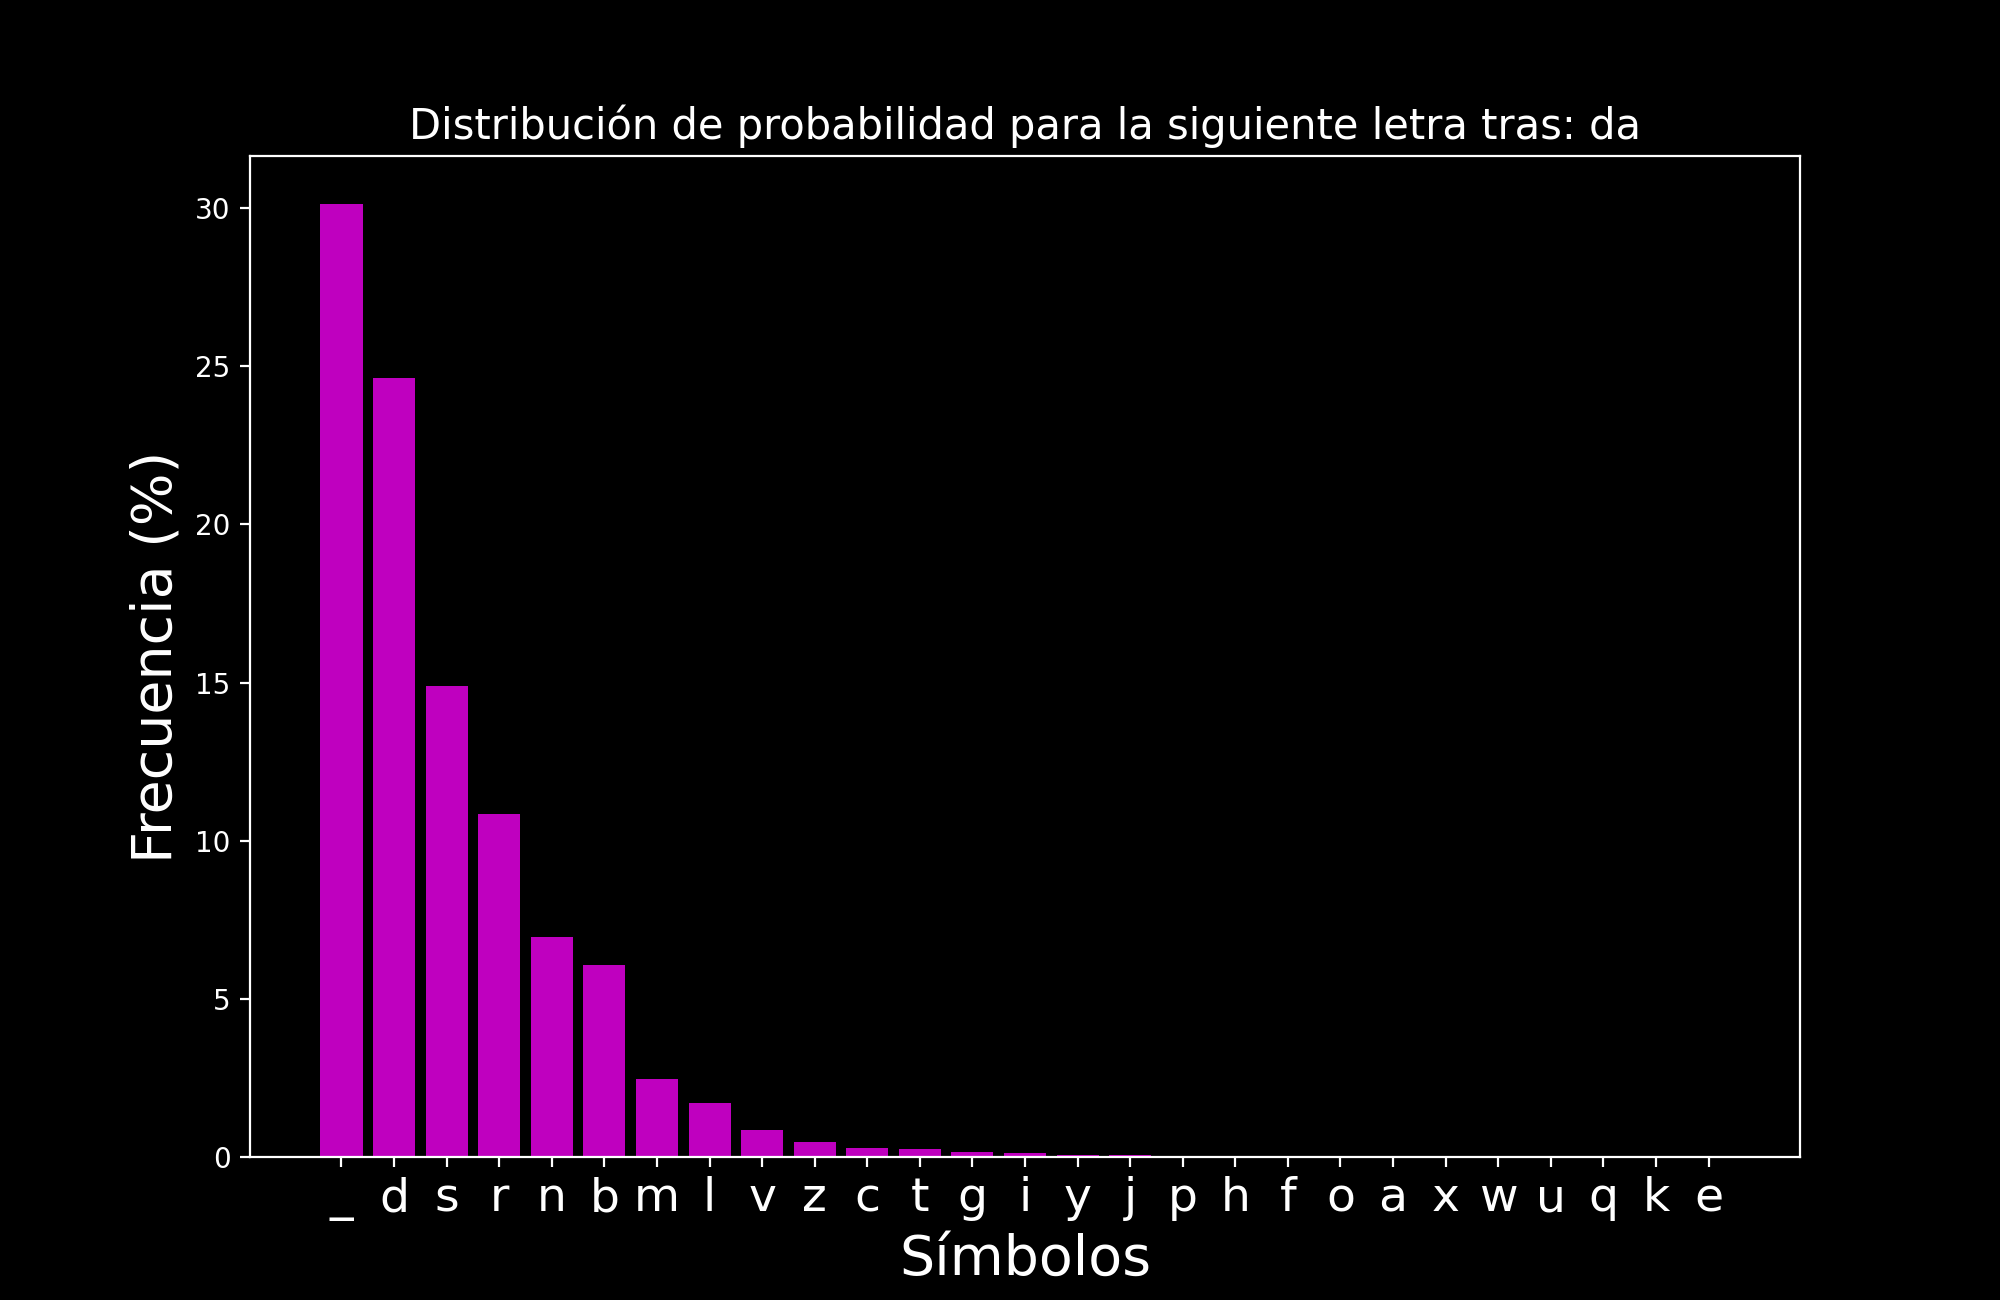 Distribución de probabilidad para la siguiente letra tras: da
Frecuencia (%)
30
25
20
15
10
5
0
_ d s r n b m l v z c t g i y j p h f o a x w u q k e
Símbolos